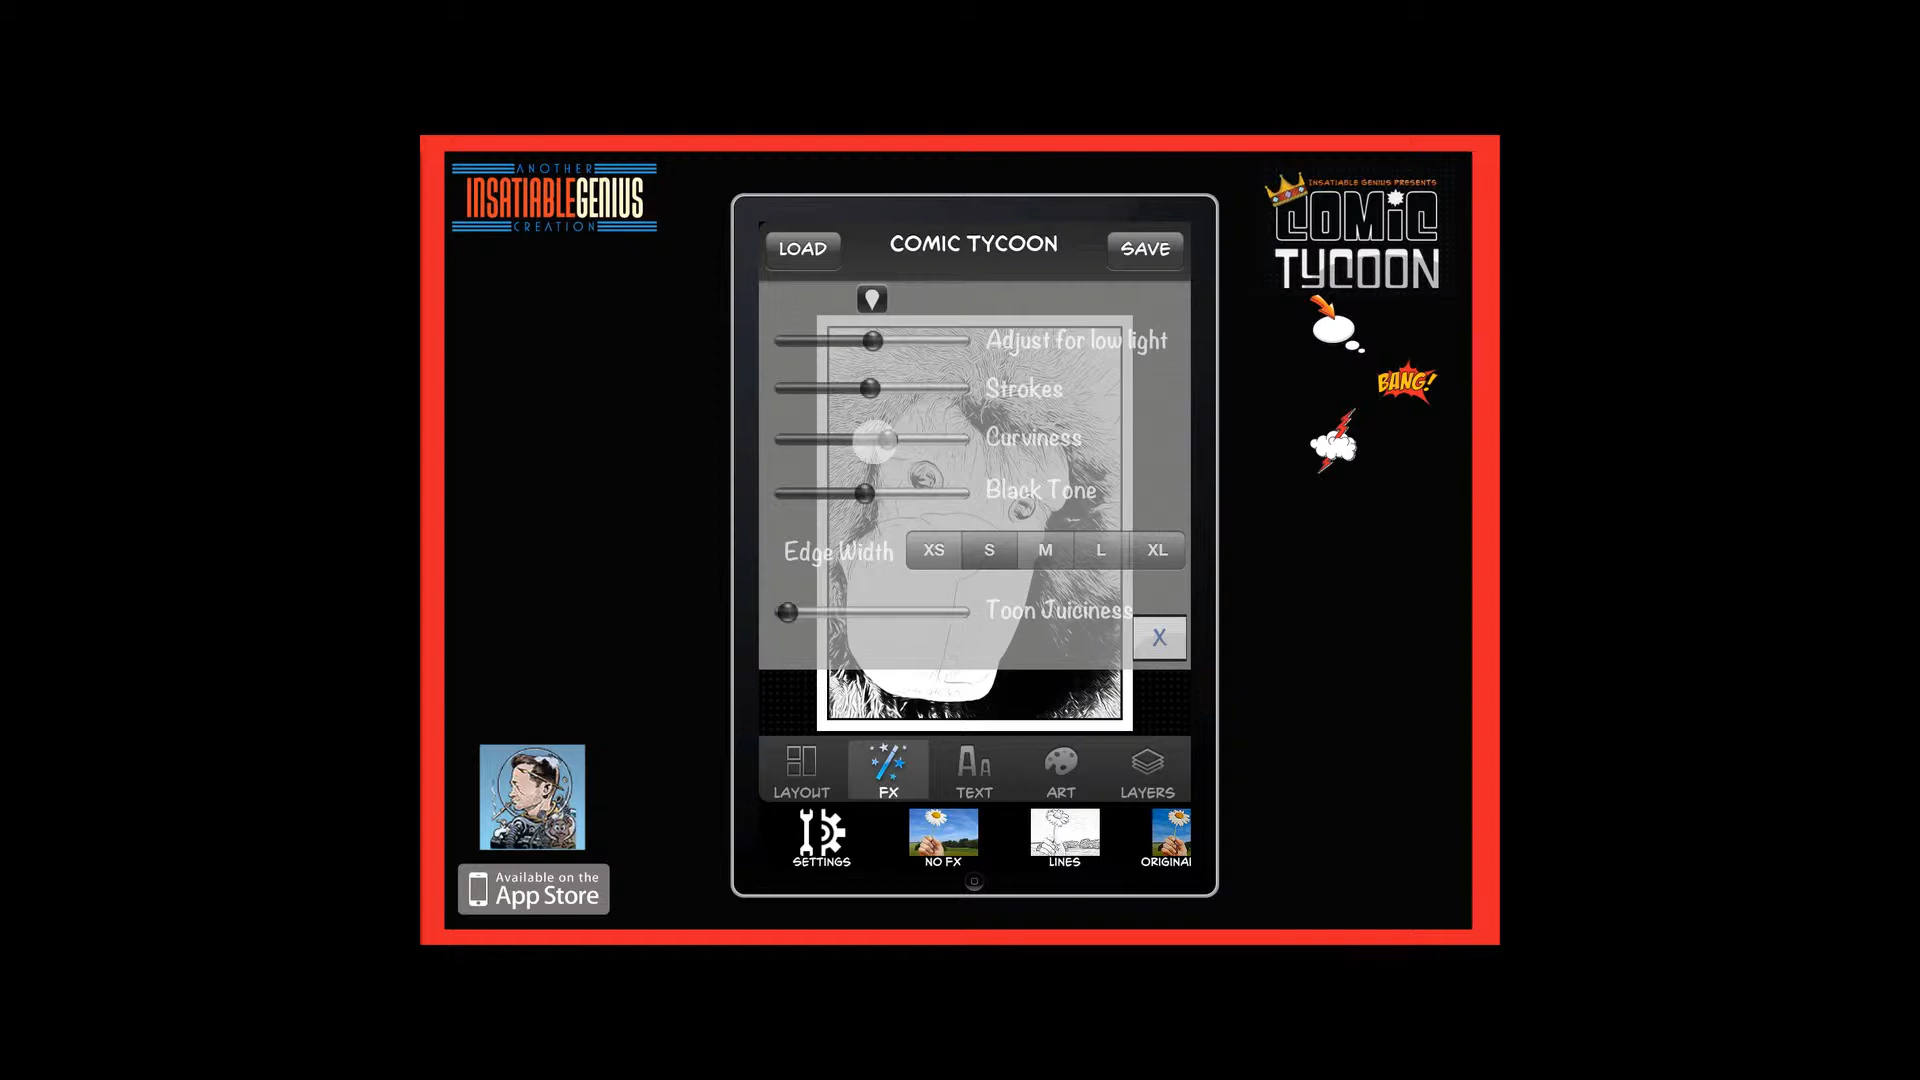 ANOTHER
INSATIABLEGENIUS
CREATION
INSATIABLE GENIUS PRESENTS
COMIC
TYCOON
LOAD
COMIC TYCOON
SAVE
Adjust for low light
Strokes
Curviness
Black Tone
Edge Width
XS
S
M
L
XL
Toon Juiciness
X
BANG!
LAYOUT
FX
TEXT
ART
LAYERS
SETTINGS
NO FX
LINES
ORIGINA
Available on the
App Store